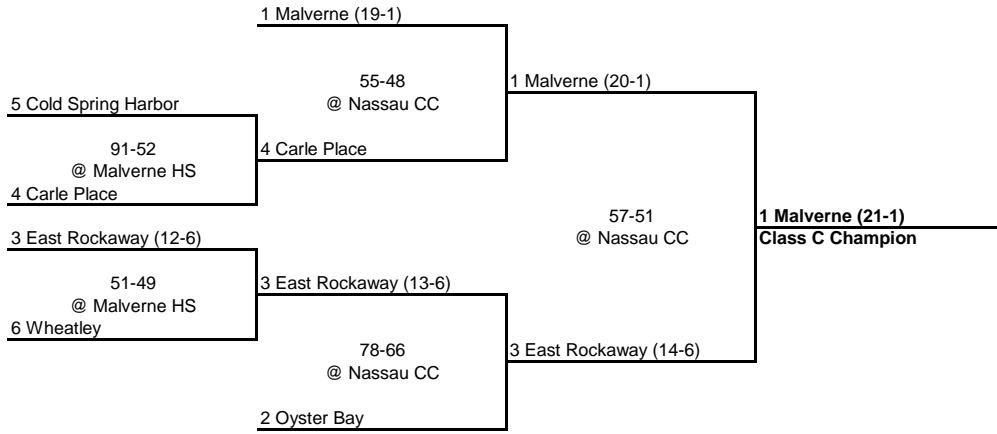 1 Malverne (19-1)
55-48
@ Nassau CC
1 Malverne (20-1)
5 Cold Spring Harbor
91-52
@ Malverne HS
4 Carle Place
4 Carle Place
57-51
@ Nassau CC
1 Malverne (21-1)
Class C Champion
3 East Rockaway (12-6)
51-49
@ Malverne HS
3 East Rockaway (13-6)
6 Wheatley
78-66
@ Nassau CC
3 East Rockaway (14-6)
2 Oyster Bay